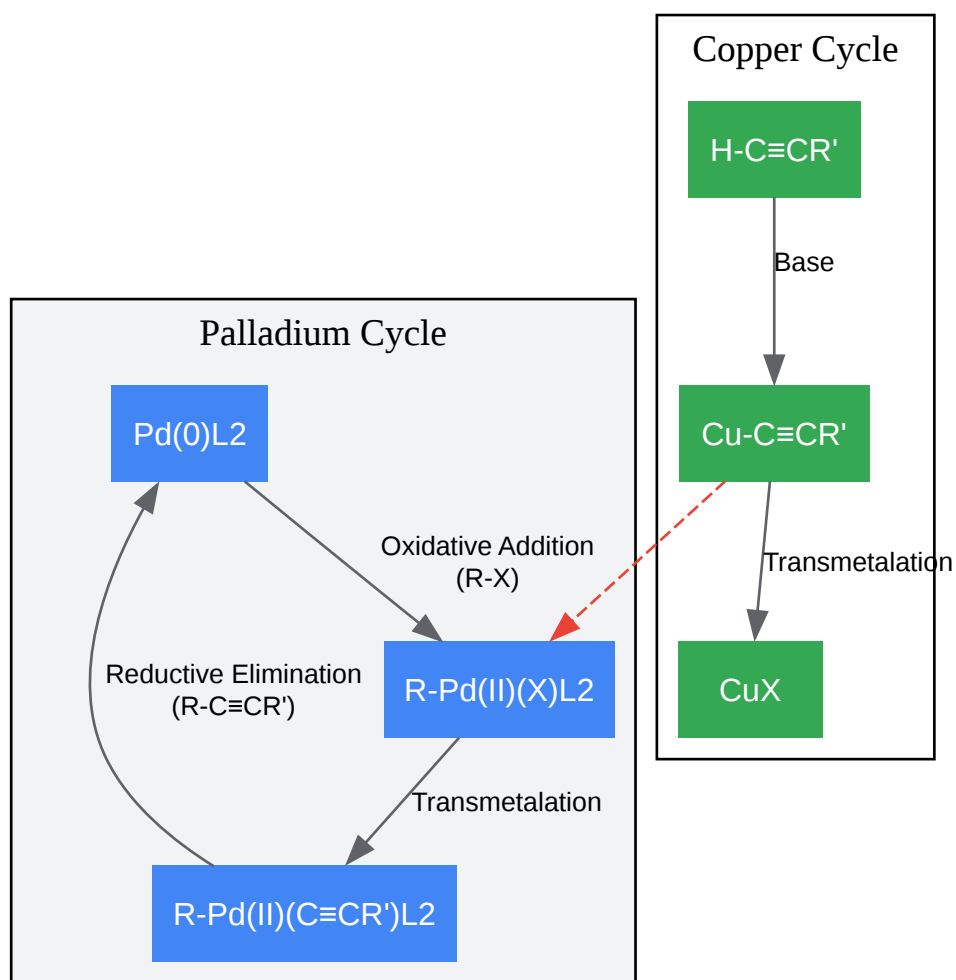 Copper Cycle
H-C≡CR'
Base
Palladium Cycle
Pd(0)L2
Cu-C≡CR'
Oxidative Addition
(R-X)
Transmetalation
Reductive Elimination
(R-C≡CR')
R-Pd(II)(X)L2
CuX
Transmetalation
R-Pd(II)(C≡CR')L2